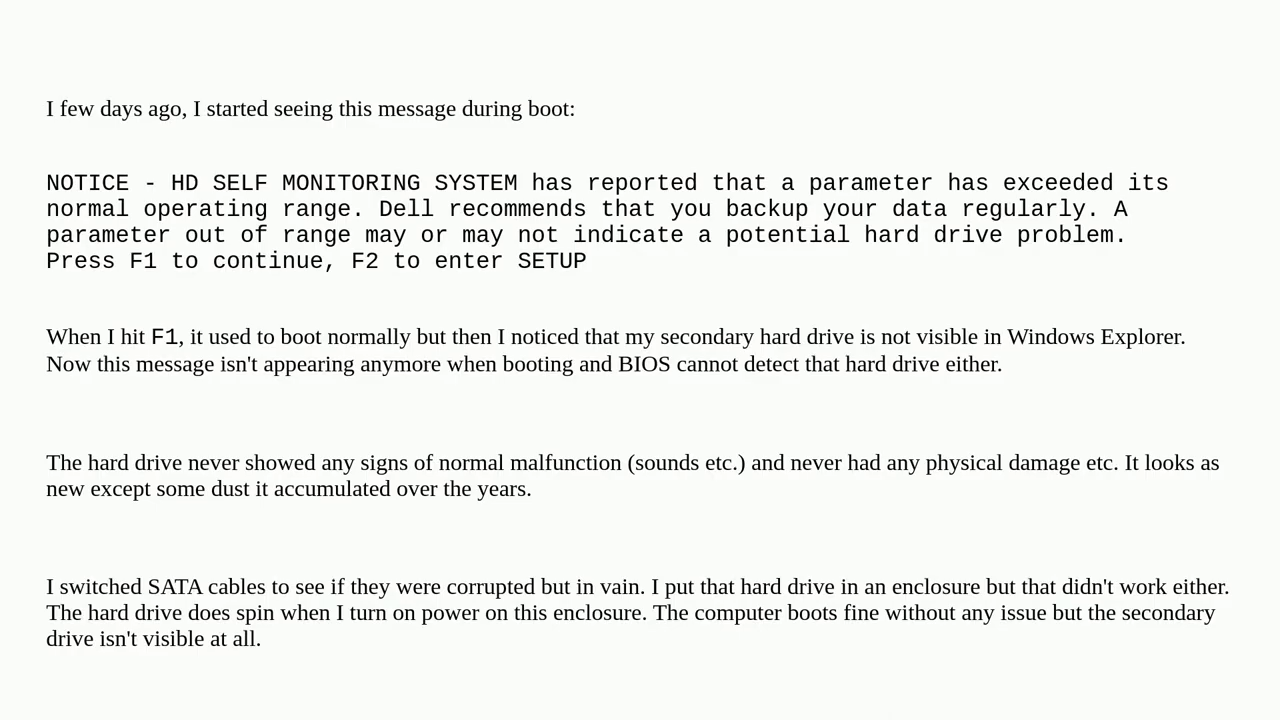 I few days ago, I started seeing this message during boot:
NOTICE - HD SELF MONITORING SYSTEM has reported that a parameter has exceeded its
normal operating range. Dell recommends that you backup your data regularly. A
parameter out of range may or may not indicate a potential hard drive problem.
Press F1 to continue, F2 to enter SETUP
When I hit F1, it used to boot normally but then I noticed that my secondary hard drive is not visible in Windows Explorer.
Now this message isn't appearing anymore when booting and BIOS cannot detect that hard drive either.
The hard drive never showed any signs of normal malfunction (sounds etc.) and never had any physical damage etc. It looks as
new except some dust it accumulated over the years.
I switched SATA cables to see if they were corrupted but in vain. I put that hard drive in an enclosure but that didn't work either.
The hard drive does spin when I turn on power on this enclosure. The computer boots fine without any issue but the secondary
drive isn't visible at all.